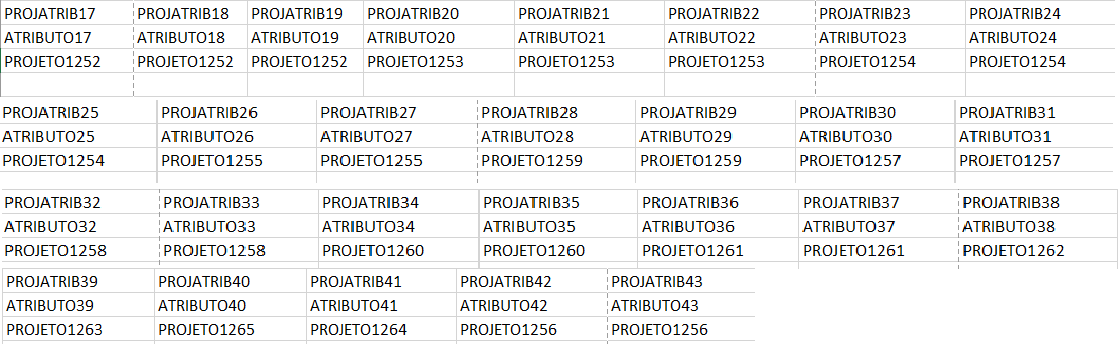 PROJATRIB17 PROJATRIB18 PROJATRIB19 PROJATRIB20 PROJATRIB21 PROJATRIB22 PROJATRIB23 PROJATRIB24
ATRIBUTO17 ATRIBUTO18 ATRIBUTO19 ATRIBUTO20 ATRIBUTO21 ATRIBUTO22 ATRIBUTO23 ATRIBUTO24
PROJETO1252 PROJETO1252 PROJETO1252 PROJETO1253 PROJETO1253 PROJETO1253 PROJETO1254 PROJETO1254
PROJATRIB25 PROJATRIB26 PROJATRIB27 PROJATRIB28 PROJATRIB29 PROJATRIB30 PROJATRIB31
ATRIBUTO25 ATRIBUTO26 ATRIBUTO27 ATRIBUTO28 ATRIBUTO29 ATRIBUTO30 ATRIBUTO31
PROJETO1254 PROJETO1255 PROJETO1255 PROJETO1259 PROJETO1259 PROJETO1257 PROJETO1257
PROJATRIB32 PROJATRIB33 PROJATRIB34 PROJATRIB35 PROJATRIB36 PROJATRIB37 PROJATRIB38
ATRIBUTO32 ATRIBUTO33 ATRIBUTO34 ATRIBUTO35 ATRIBUTO36 ATRIBUTO37 ATRIBUTO38
PROJETO1258 PROJETO1258 PROJETO1260 PROJETO1260 PROJETO1261 PROJETO1261 PROJETO1262
PROJATRIB39 PROJATRIB40 PROJATRIB41 PROJATRIB42 PROJATRIB43
ATRIBUTO39 ATRIBUTO40 ATRIBUTO41 ATRIBUTO42 ATRIBUTO43
PROJETO1263 PROJETO1265 PROJETO1264 PROJETO1256 PROJETO1256